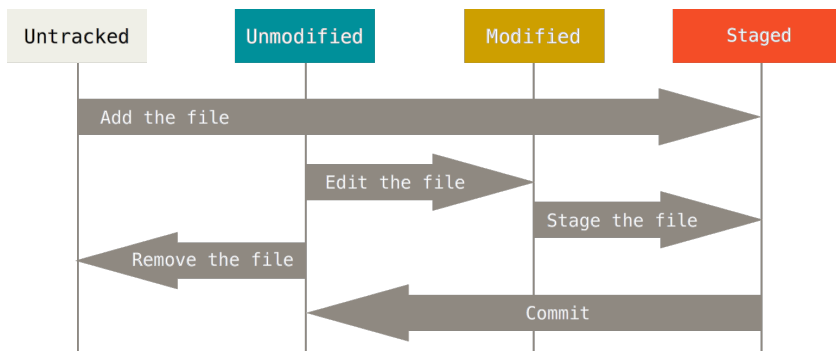 Untracked
Unmodified
Modified
Staged
Add the file
Edit the file
Stage the file
Remove the file
Commit